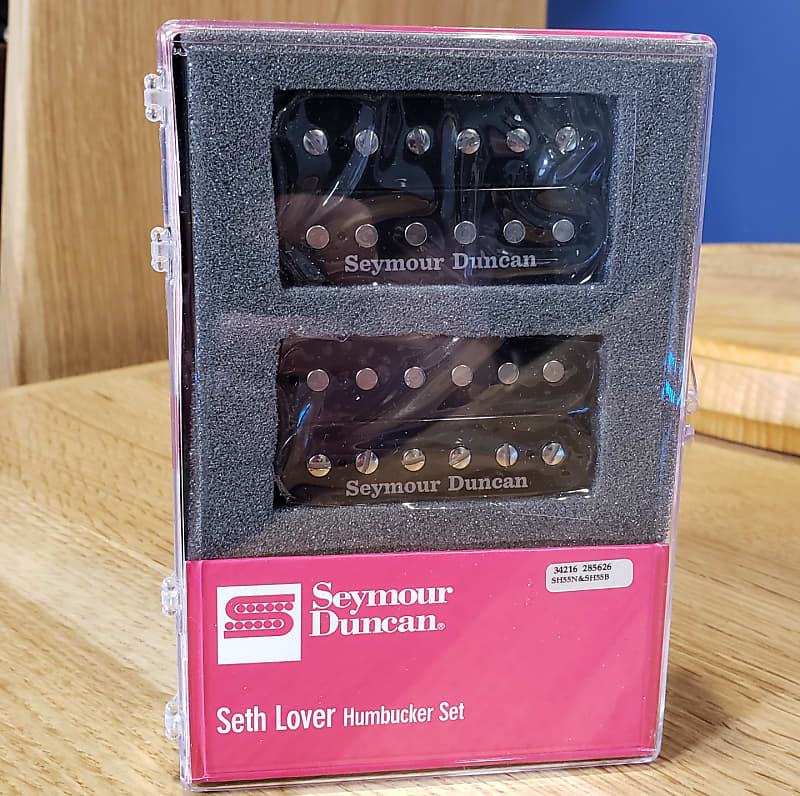 Seymour Duncan
Seymour Duncan
34216 285626
SH55N&SH55B
Seymour
Duncan®
Seth Lover Humbucker Set